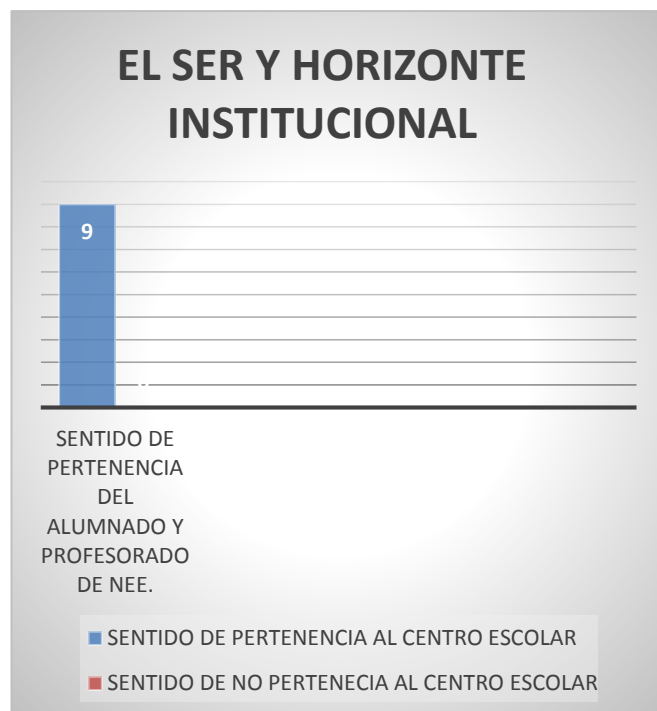 EL SER Y HORIZONTE
INSTITUCIONAL
9
SENTIDO DE
PERTENENCIA
DEL
ALUMNADO Y
PROFESORADO
DE NEE.
SENTIDO DE PERTENENCIA AL CENTRO ESCOLAR
SENTIDO DE NO PERTENECIA AL CENTRO ESCOLAR